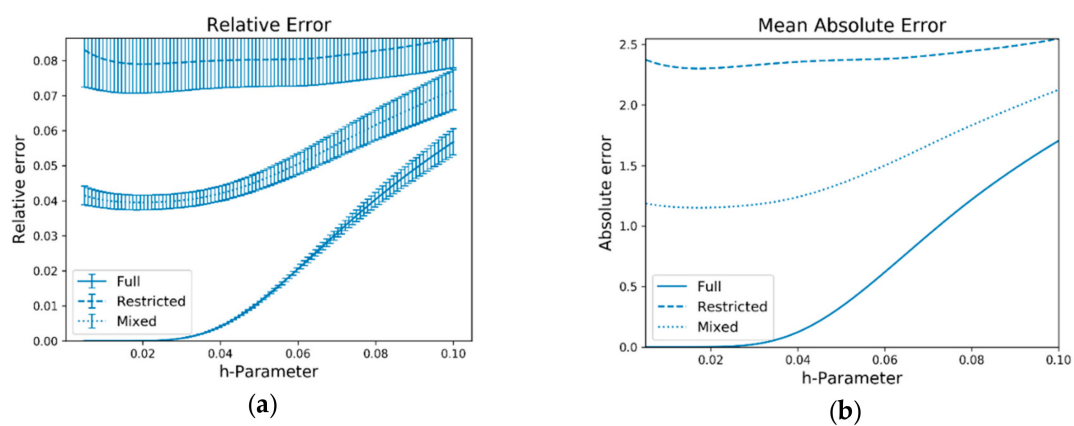 Relative Error
Relative error
0.08
0.07
0.06
0.05
0.04
0.03
0.02
0.01
0.00
Full
Restricted
Mixed
0.02 0.04 0.06 0.08 0.10
h-Parameter
(a)
Mean Absolute Error
Absolute error
2.5
2.0
1.5
1.0
0.5
0.0
Full
Restricted
Mixed
0.02 0.04 0.06 0.08 0.10
h-Parameter
(b)